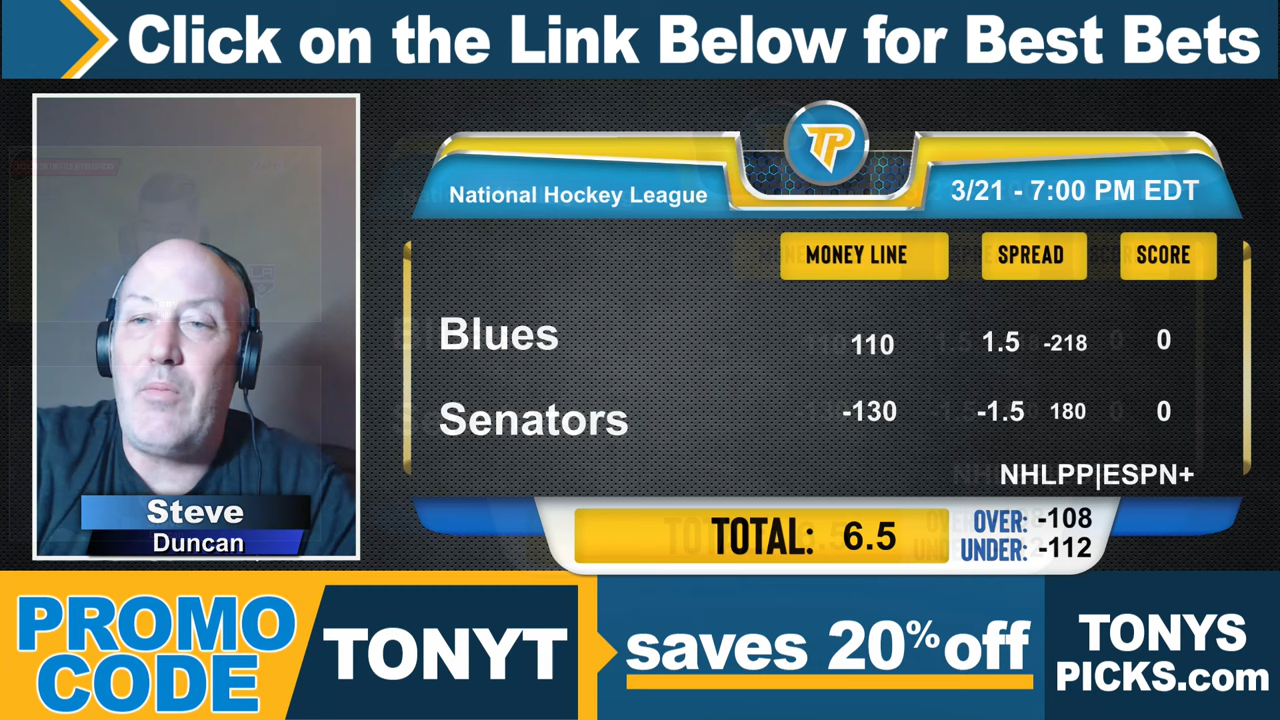 Click on the Link Below for Best Bets
TP
National Hockey League
3/21 - 7:00 PM EDT
MONEY LINE SPREAD SCORE
Blues 110 1.5 -218 0
Senators -130 -1.5 180 0
NHLPP|ESPN+
TOTAL: 6.5
OVER: -108
UNDER: -112
Steve
Duncan
PROMO
CODE
TONYT
saves 20% off
TONYS
PICKS.com